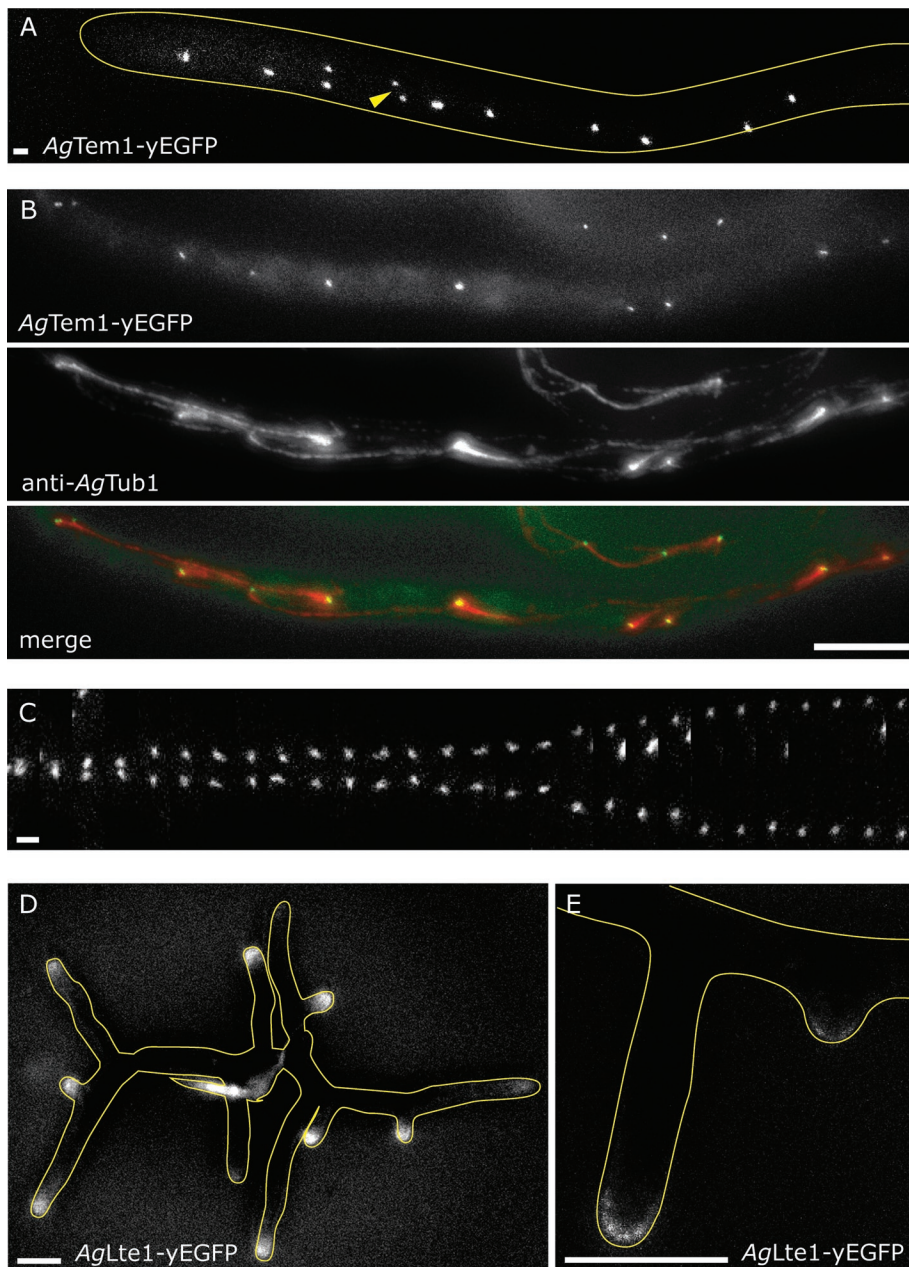 A
AgTem1-yEGFP
B
AgTem1-yEGFP
anti-AgTub1
merge
C
D
AgLte1-yEGFP
E
AgLte1-yEGFP